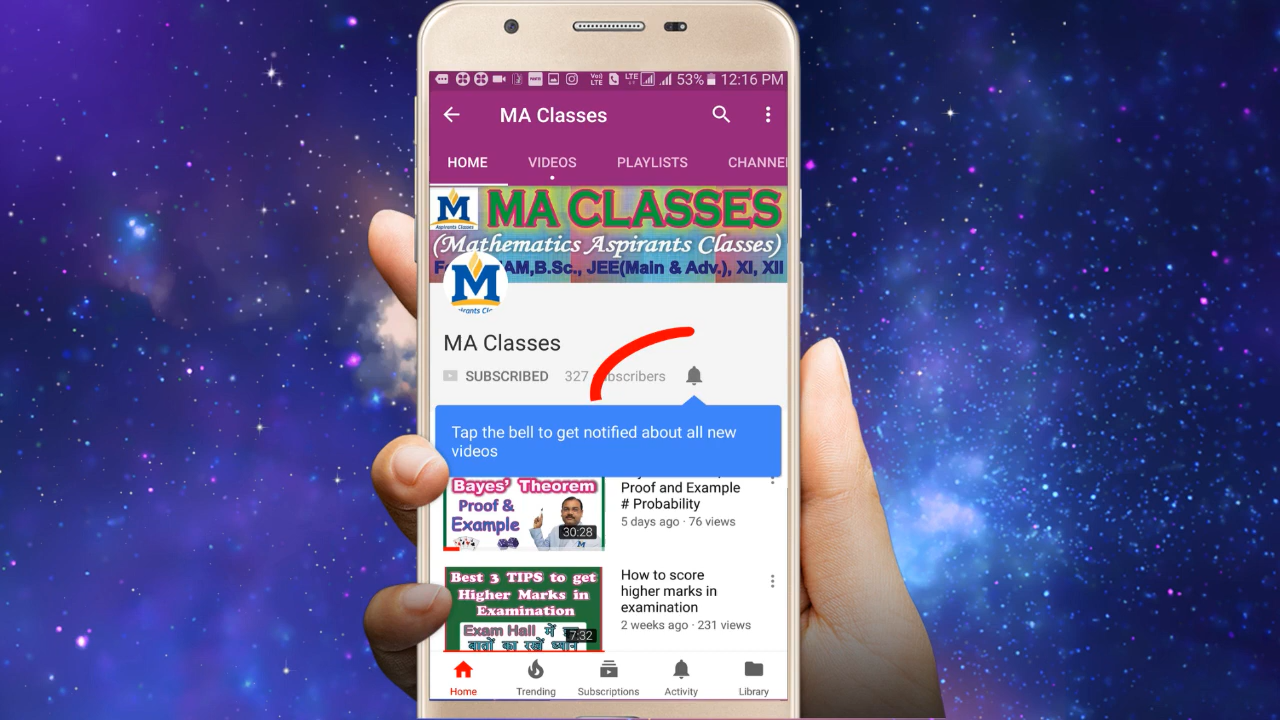 VoLTE LTE 53% 12:16 PM
MA Classes
HOME VIDEOS PLAYLISTS CHANNE
M MA CLASSES
Aspirants Classes
(Mathematics Aspirants Classes)
AM,B.Sc., JEE(Main & Adv.), XI, XII
M
MA Classes
SUBSCRIBED 327 subscribers
Tap the bell to get notified about all new
videos
Bayes' Theorem
Proof &
Example
30:28
Proof and Example
# Probability
5 days ago · 76 views
Best 3 TIPS to get
Higher Marks in
Examination
Exam Hall में
बातों का रखें ध्यान
7:32
How to score
higher marks in
examination
2 weeks ago · 231 views
Home Trending Subscriptions Activity Library